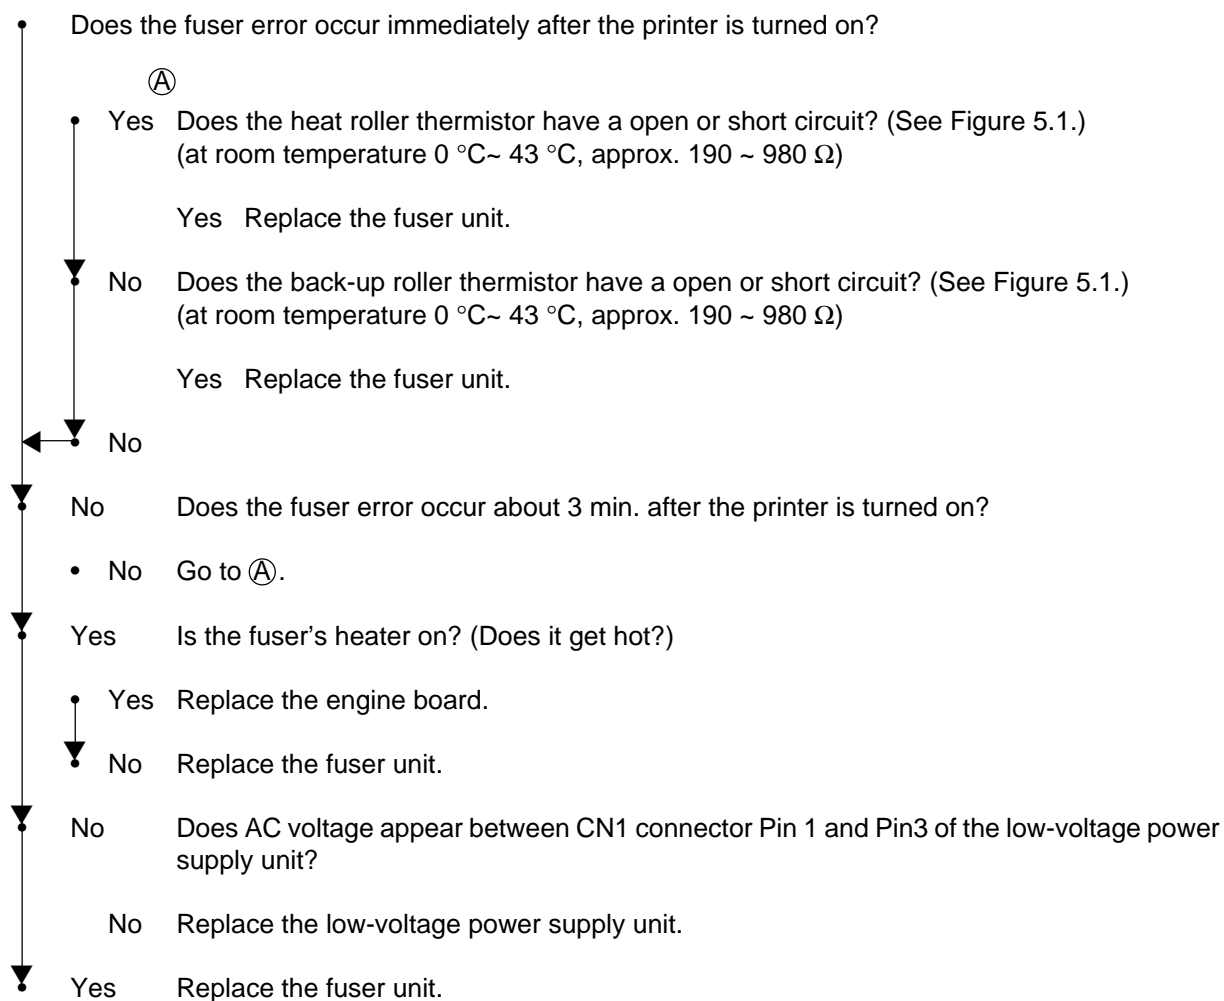 • Does the fuser error occur immediately after the printer is turned on?
Ⓐ
• Yes Does the heat roller thermistor have a open or short circuit? (See Figure 5.1.)
(at room temperature 0 °C~ 43 °C, approx. 190 ~ 980 Ω)
Yes Replace the fuser unit.
• No Does the back-up roller thermistor have a open or short circuit? (See Figure 5.1.)
(at room temperature 0 °C~ 43 °C, approx. 190 ~ 980 Ω)
Yes Replace the fuser unit.
• No
• No Does the fuser error occur about 3 min. after the printer is turned on?
• No Go to Ⓐ.
• Yes Is the fuser’s heater on? (Does it get hot?)
• Yes Replace the engine board.
• No Replace the fuser unit.
• No Does AC voltage appear between CN1 connector Pin 1 and Pin3 of the low-voltage power
supply unit?
No Replace the low-voltage power supply unit.
• Yes Replace the fuser unit.